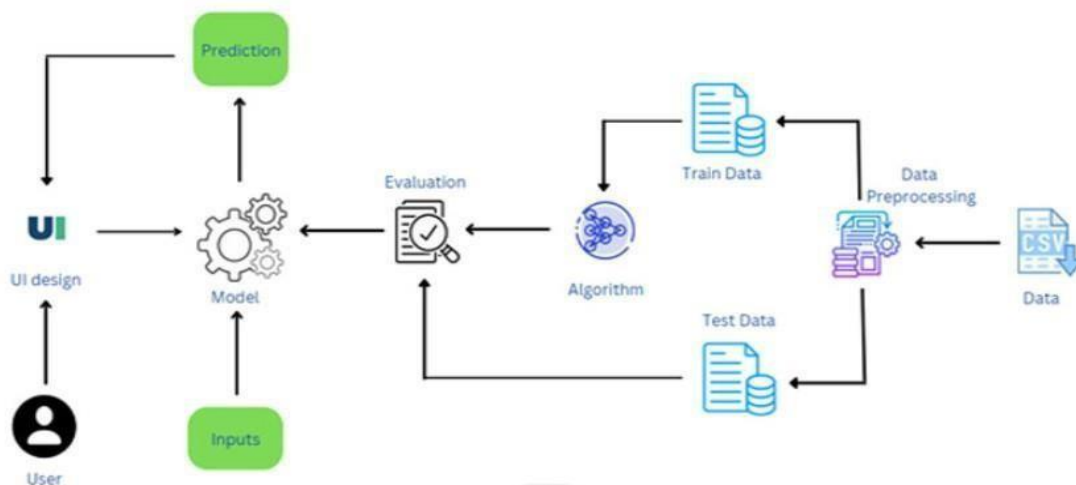 Prediction
Train Data
Evaluation
Data
Preprocessing
UI
CSV
UI design
Model
Algorithm
Data
Test Data
Inputs
User